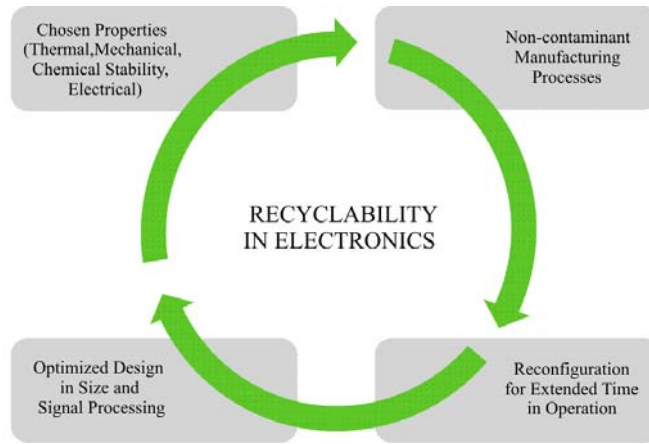 Chosen Properties
(Thermal,Mechanical,
Chemical Stability,
Electrical)
Non-contaminant
Manufacturing
Processes
RECYCLABILITY
IN ELECTRONICS
Optimized Design
in Size and
Signal Processing
Reconfiguration
for Extended Time
in Operation